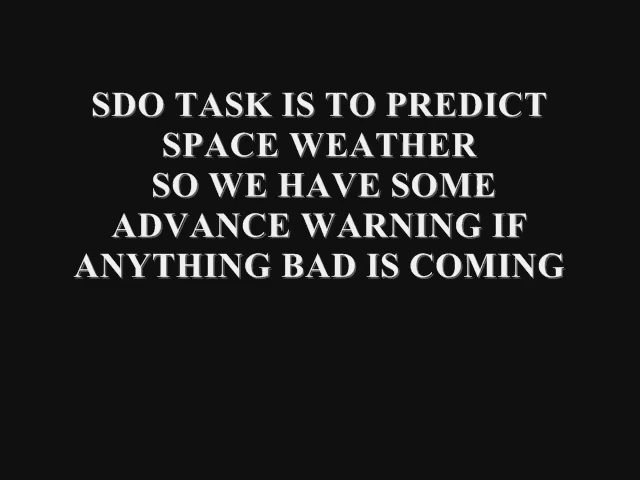 SDO TASK IS TO PREDICT
SPACE WEATHER
SO WE HAVE SOME
ADVANCE WARNING IF
ANYTHING BAD IS COMING